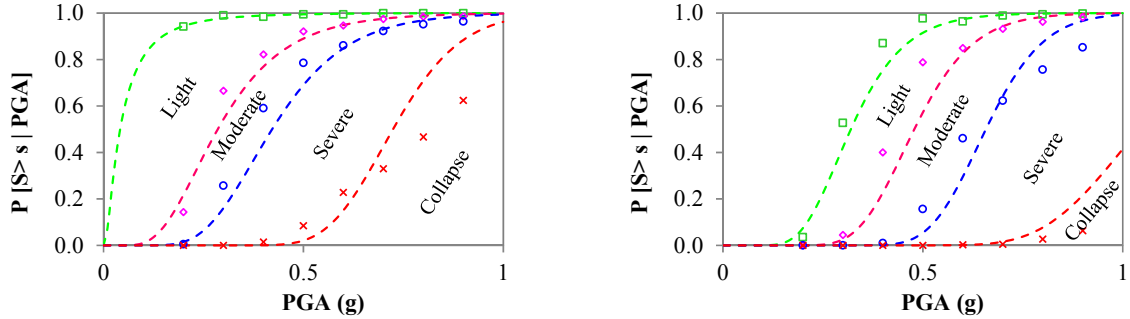 P [S> s | PGA]
1.0
0.8
0.6
0.4
0.2
0.0
Light
Moderate
Severe
Collapse
0
0.5
1
PGA (g)
P [S> s | PGA]
1.0
0.8
0.6
0.4
0.2
0.0
Light
Moderate
Severe
Collapse
0
0.5
1
PGA (g)